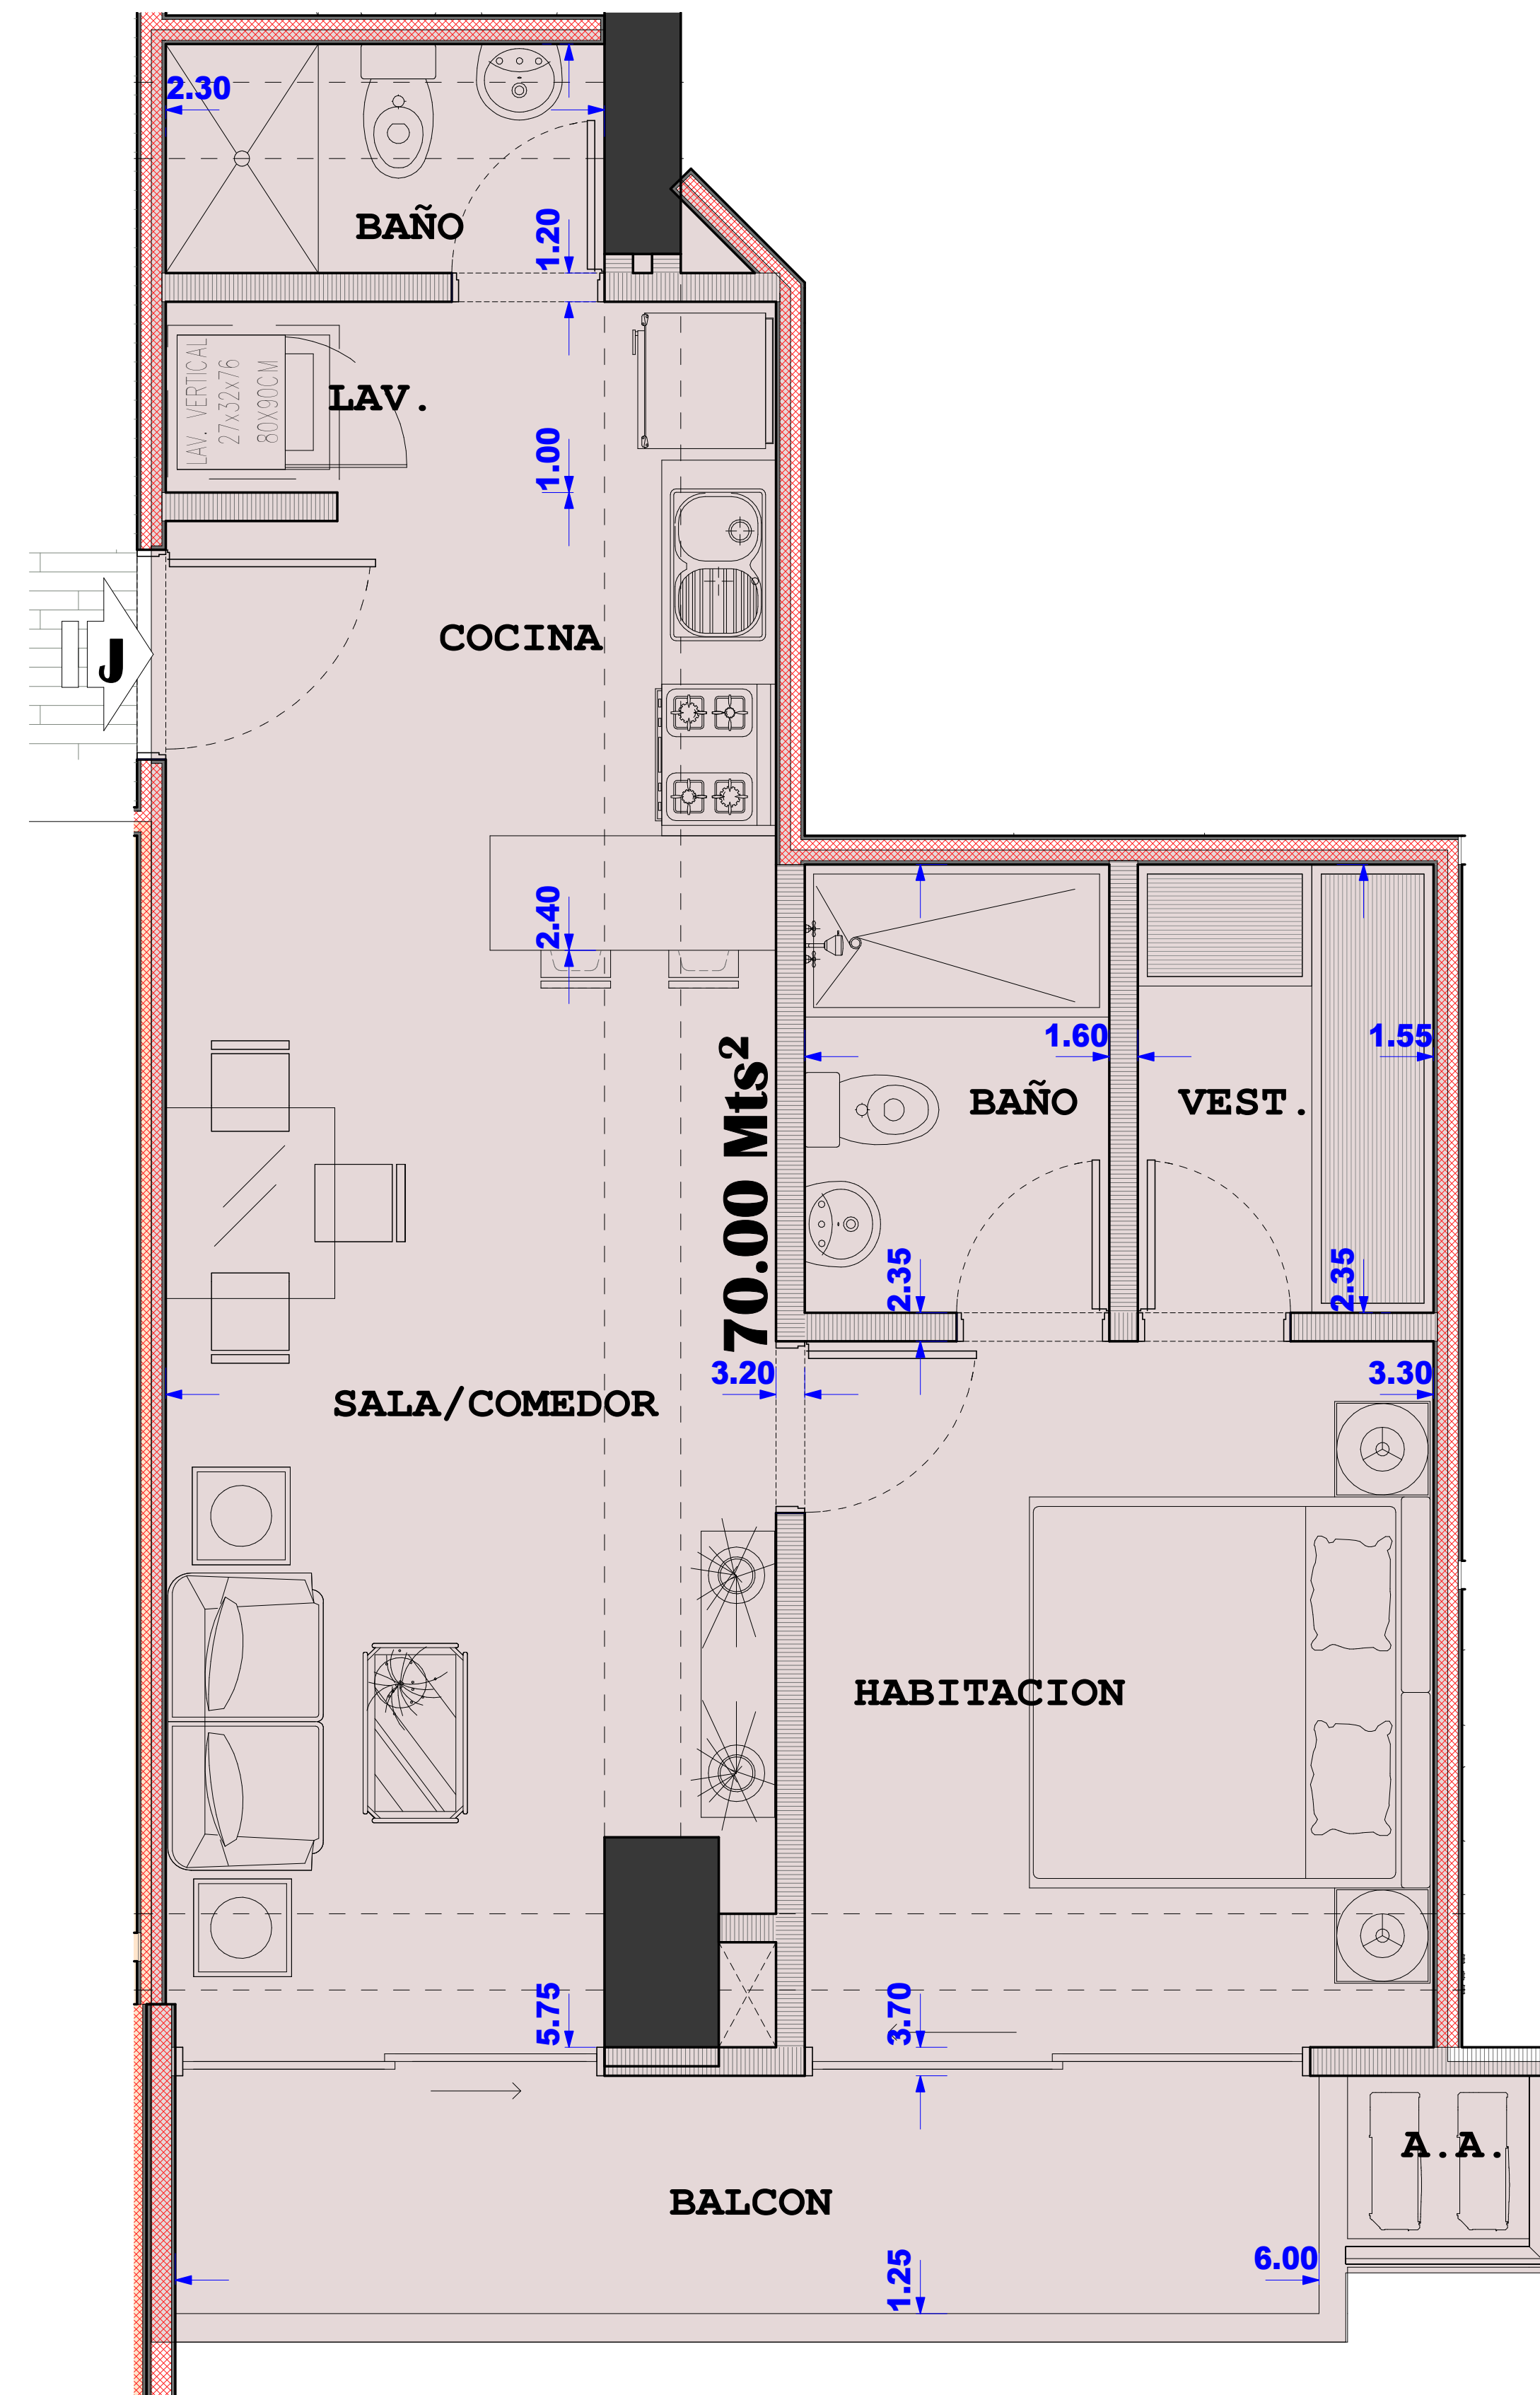 2.30
BAÑO
1.20
LAV. VERTICAL
27x32x76
80X90CM
LAV.
1.00
COCINA
J
2.40
70.00 Mts²
1.60
1.55
BAÑO
VEST.
2.35
2.35
3.20
3.30
SALA/COMEDOR
HABITACION
5.75
3.70
A.A.
BALCON
1.25
6.00